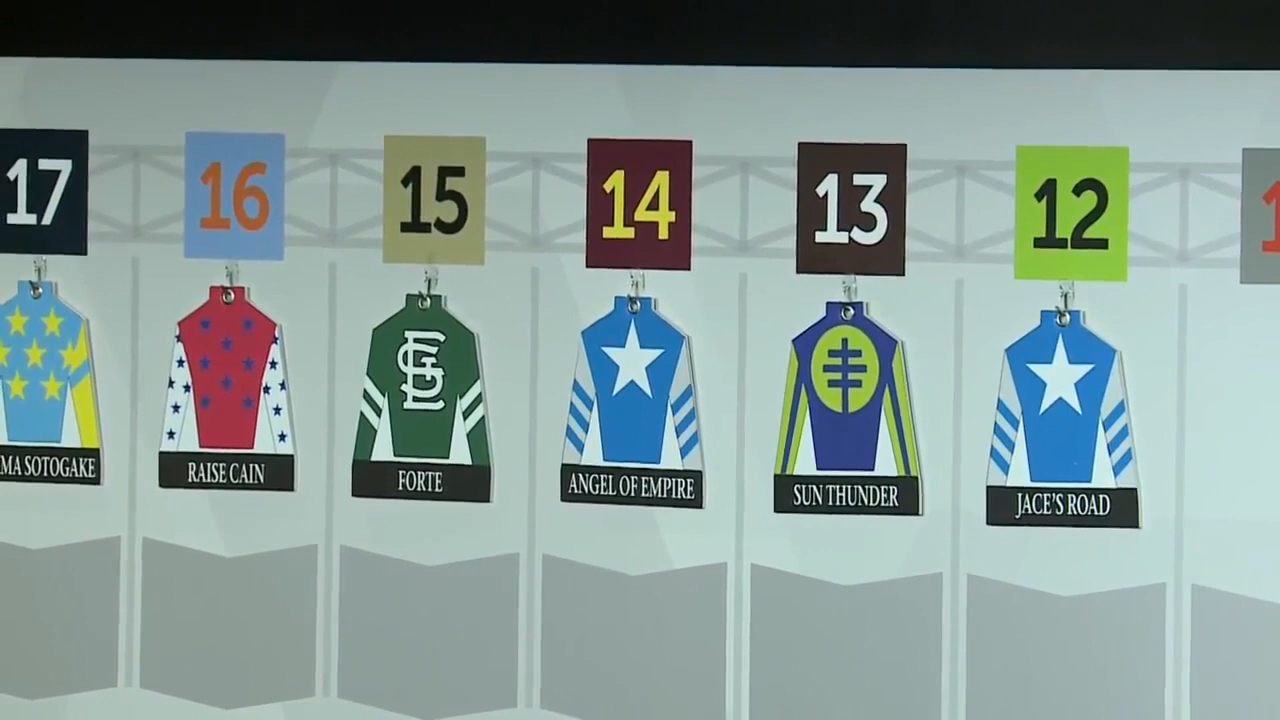 17
16
15
14
13
12
MA SOTOGAKE
RAISE CAIN
FORTE
ANGEL OF EMPIRE
SUN THUNDER
JACE'S ROAD